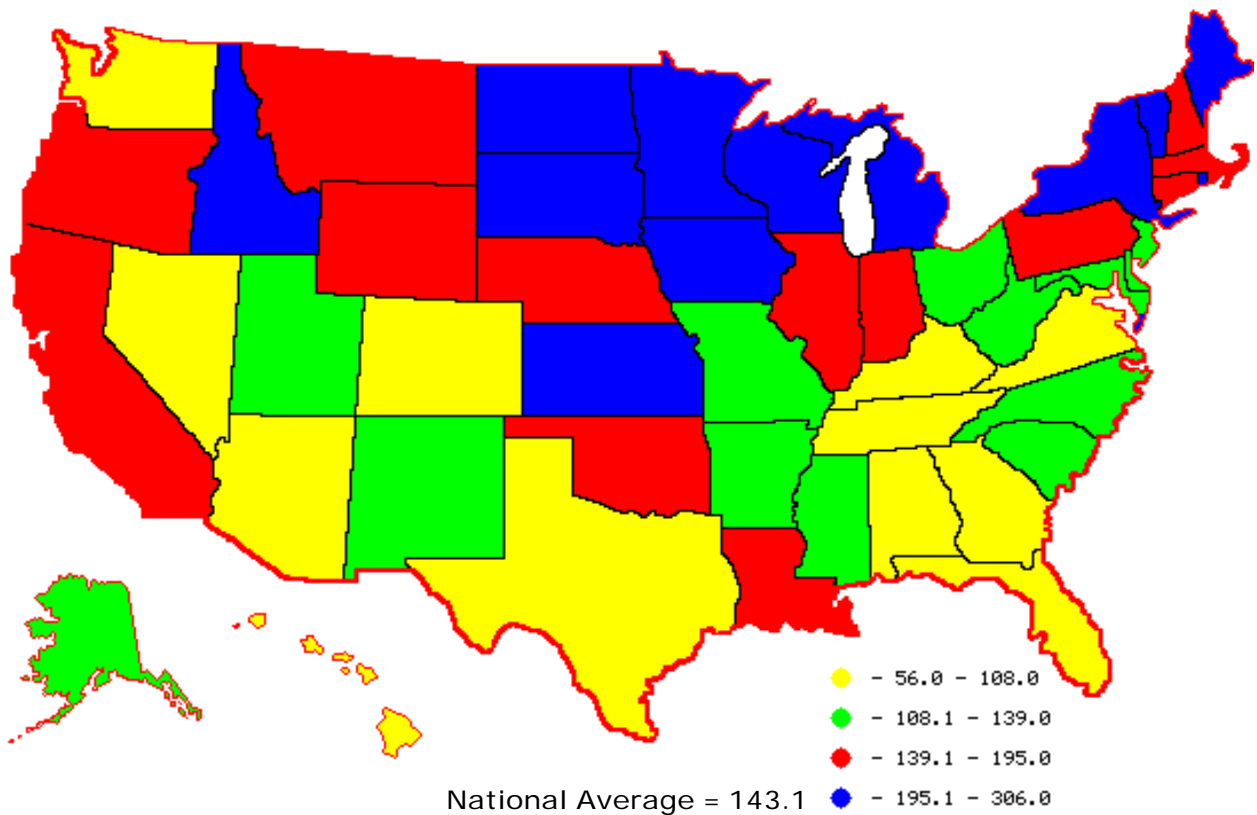 - 56.0 - 108.0
- 108.1 - 139.0
- 139.1 - 195.0
National Average = 143.1
- 195.1 - 306.0